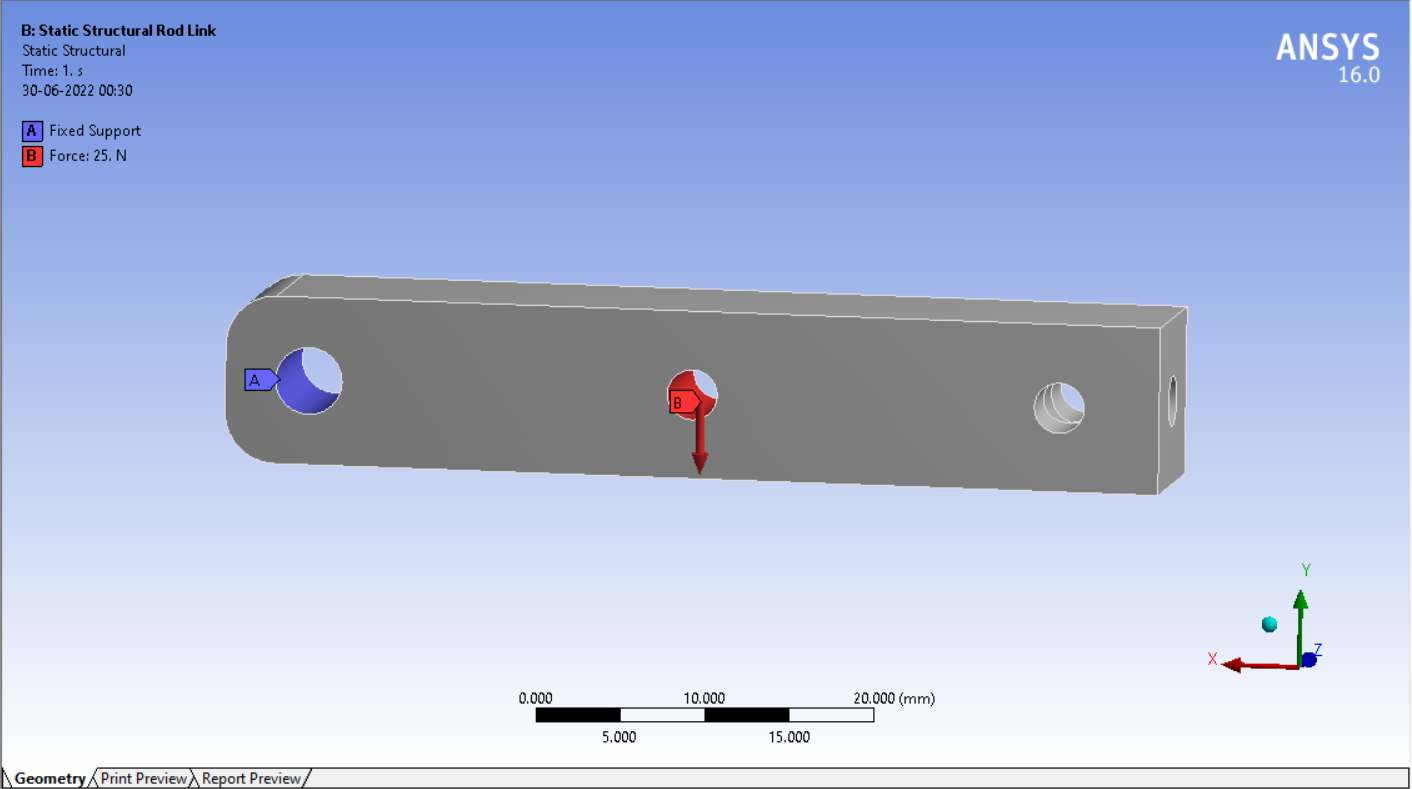 B: Static Structural Rod Link
Static Structural
Time: 1. s
30-06-2022 00:30
A Fixed Support
B Force: 25. N
ANSYS
16.0
A
B
Y
X
Z
0.000 10.000 20.000 (mm)
5.000 15.000
Geometry Print Preview Report Preview